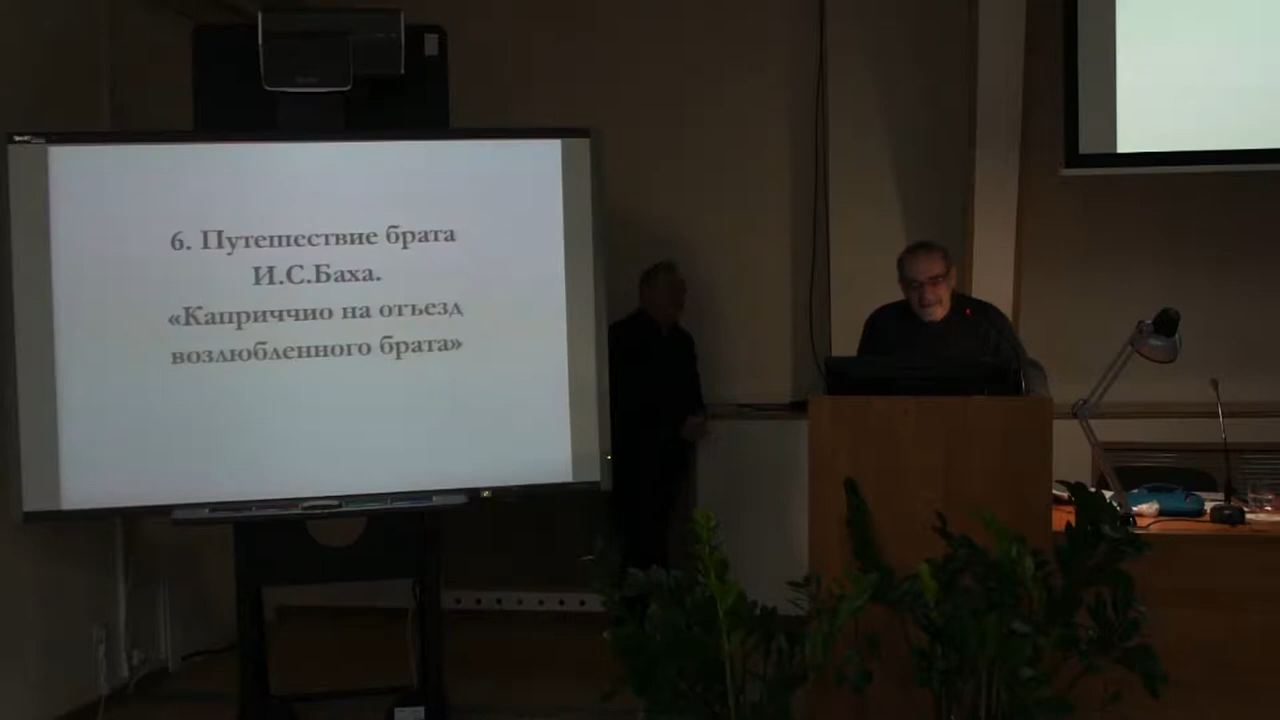 6. Путешествие брата
И.С.Баха.
«Каприччио на отъезд
возлюбленного брата»